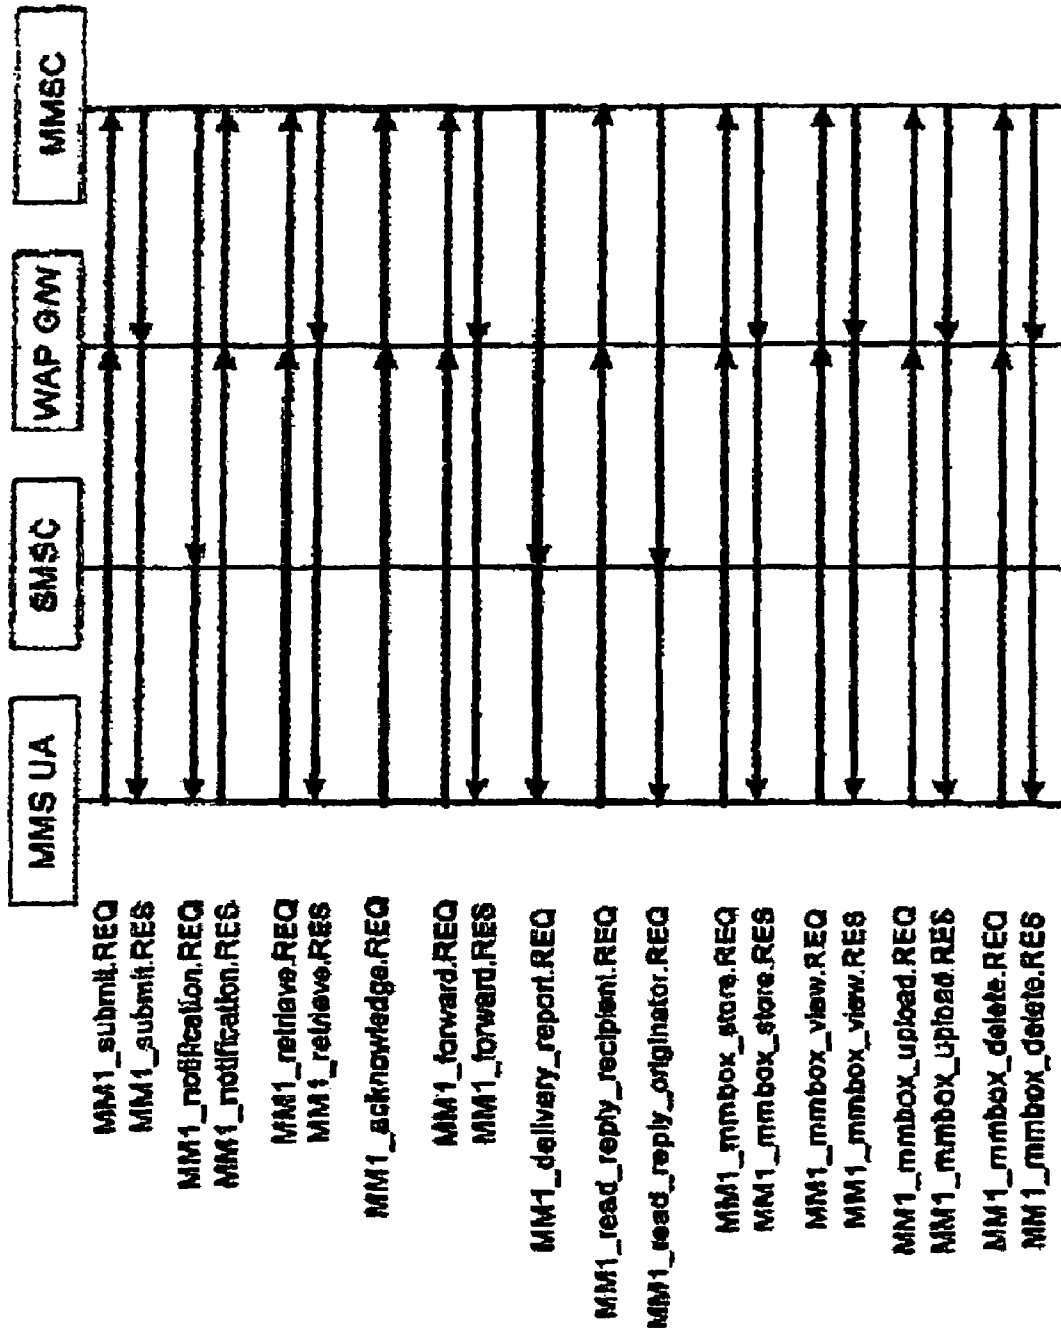 MMS UA
SMSC
WAP G/W
MMSC
MM1_submit.REQ
MM1_submit.RES
MM1_notification.REQ
MM1_notification.RES
MM1_retrieve.REQ
MM1_retrieve.RES
MM1_acknowledge.REQ
MM1_forward.REQ
MM1_forward.RES
MM1_delivery_report.REQ
MM1_read_reply_recipient.REQ
MM1_read_reply_originator.REQ
MM1_mmbox_store.REQ
MM1_mmbox_store.RES
MM1_mmbox_view.REQ
MM1_mmbox_view.RES
MM1_mmbox_upload.REQ
MM1_mmbox_upload.RES
MM1_mmbox_delete.REQ
MM1_mmbox_delete.RES